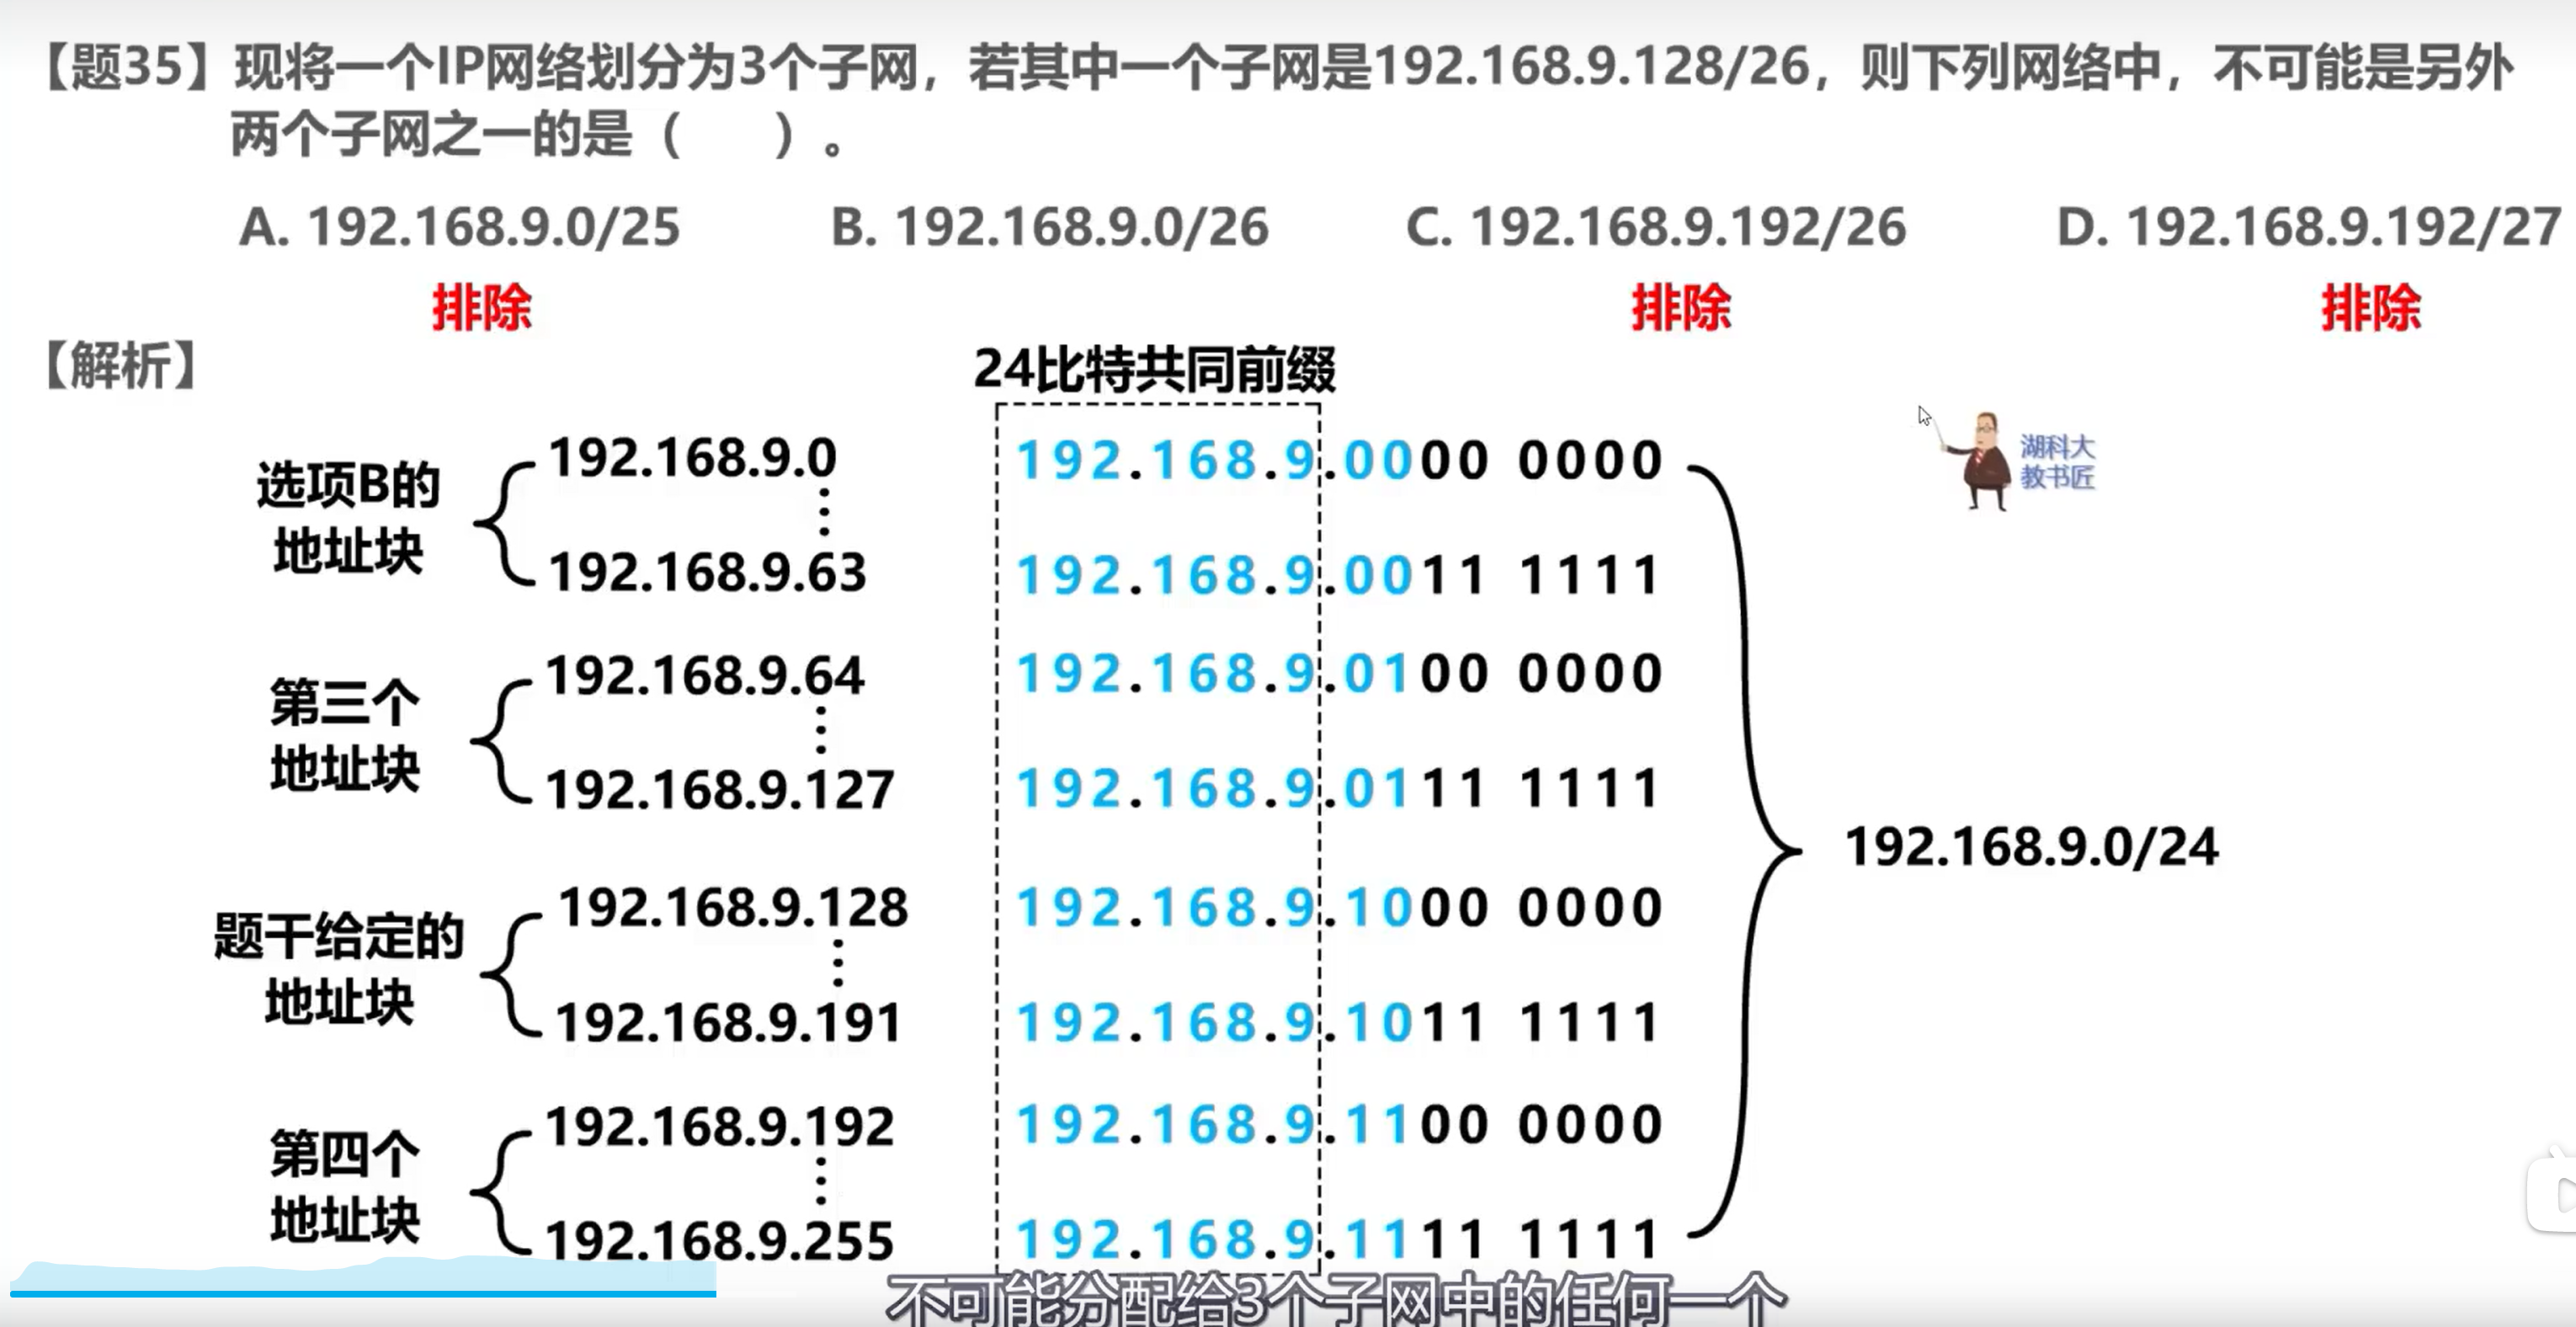 【题35】现将一个IP网络划分为3个子网，若其中一个子网是192.168.9.128/26，则下列网络中，不可能是另外
两个子网之一的是（　　）。
A. 192.168.9.0/25 B. 192.168.9.0/26 C. 192.168.9.192/26 D. 192.168.9.192/27
排除 排除 排除
【解析】
24比特共同前缀
湖科大
教书匠
选项B的
地址块
192.168.9.0
192.168.9.63
192.168.9.0000 0000
192.168.9.0011 1111
第三个
地址块
192.168.9.64
192.168.9.127
192.168.9.0100 0000
192.168.9.0111 1111
题干给定的
地址块
192.168.9.128
192.168.9.191
192.168.9.1000 0000
192.168.9.1011 1111
第四个
地址块
192.168.9.192
192.168.9.255
192.168.9.1100 0000
192.168.9.1111 1111
192.168.9.0/24
不可能分配给3个子网中的任何一个